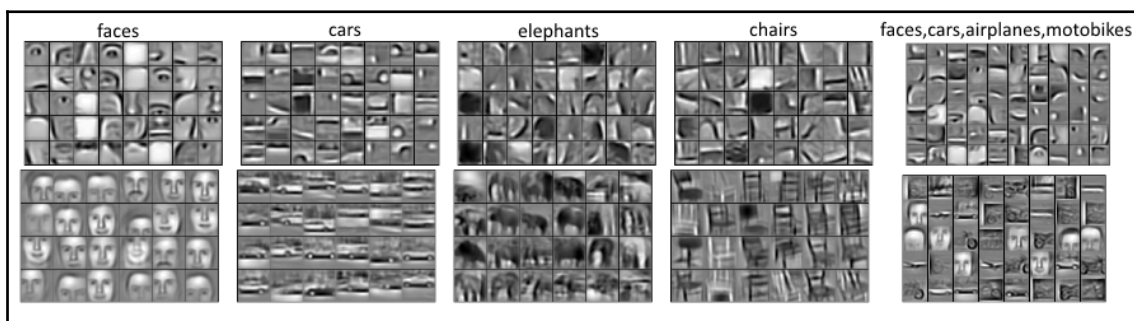 faces
cars
elephants
chairs
faces,cars,airplanes,motobikes